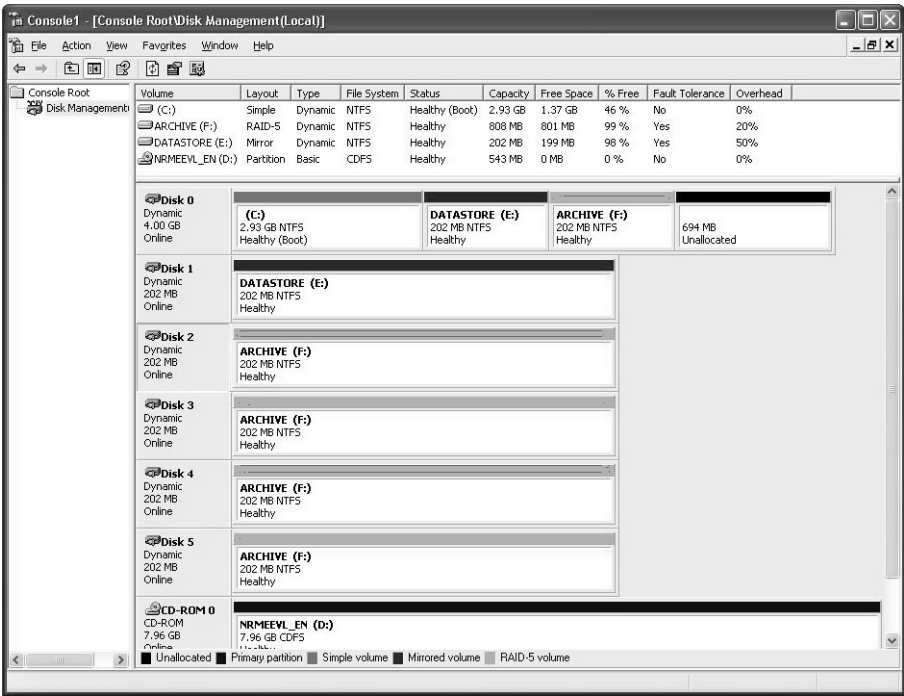 Console1 - [Console Root\Disk Management(Local)]
File Action View Favorites Window Help
Console Root
Disk Management(
Volume Layout Type File System Status Capacity Free Space % Free Fault Tolerance Overhead
(C:) Simple Dynamic NTFS Healthy (Boot) 2.93 GB 1.37 GB 46 % No 0%
ARCHIVE (F:) RAID-5 Dynamic NTFS Healthy 808 MB 801 MB 99 % Yes 20%
DATASTORE (E:) Mirror Dynamic NTFS Healthy 202 MB 199 MB 98 % Yes 50%
NRMEEVL_EN (D:) Partition Basic CDFS Healthy 543 MB 0 MB 0 % No 0%
Disk 0
Dynamic
4.00 GB
Online
(C:)
2.93 GB NTFS
Healthy (Boot)
DATASTORE (E:)
202 MB NTFS
Healthy
ARCHIVE (F:)
202 MB NTFS
Healthy
694 MB
Unallocated
Disk 1
Dynamic
202 MB
Online
DATASTORE (E:)
202 MB NTFS
Healthy
Disk 2
Dynamic
202 MB
Online
ARCHIVE (F:)
202 MB NTFS
Healthy
Disk 3
Dynamic
202 MB
Online
ARCHIVE (F:)
202 MB NTFS
Healthy
Disk 4
Dynamic
202 MB
Online
ARCHIVE (F:)
202 MB NTFS
Healthy
Disk 5
Dynamic
202 MB
Online
ARCHIVE (F:)
202 MB NTFS
Healthy
CD-ROM 0
CD-ROM
7.96 GB
Online
NRMEEVL_EN (D:)
7.96 GB CDFS
Healthy
Unallocated Primary partition Simple volume Mirrored volume RAID-5 volume